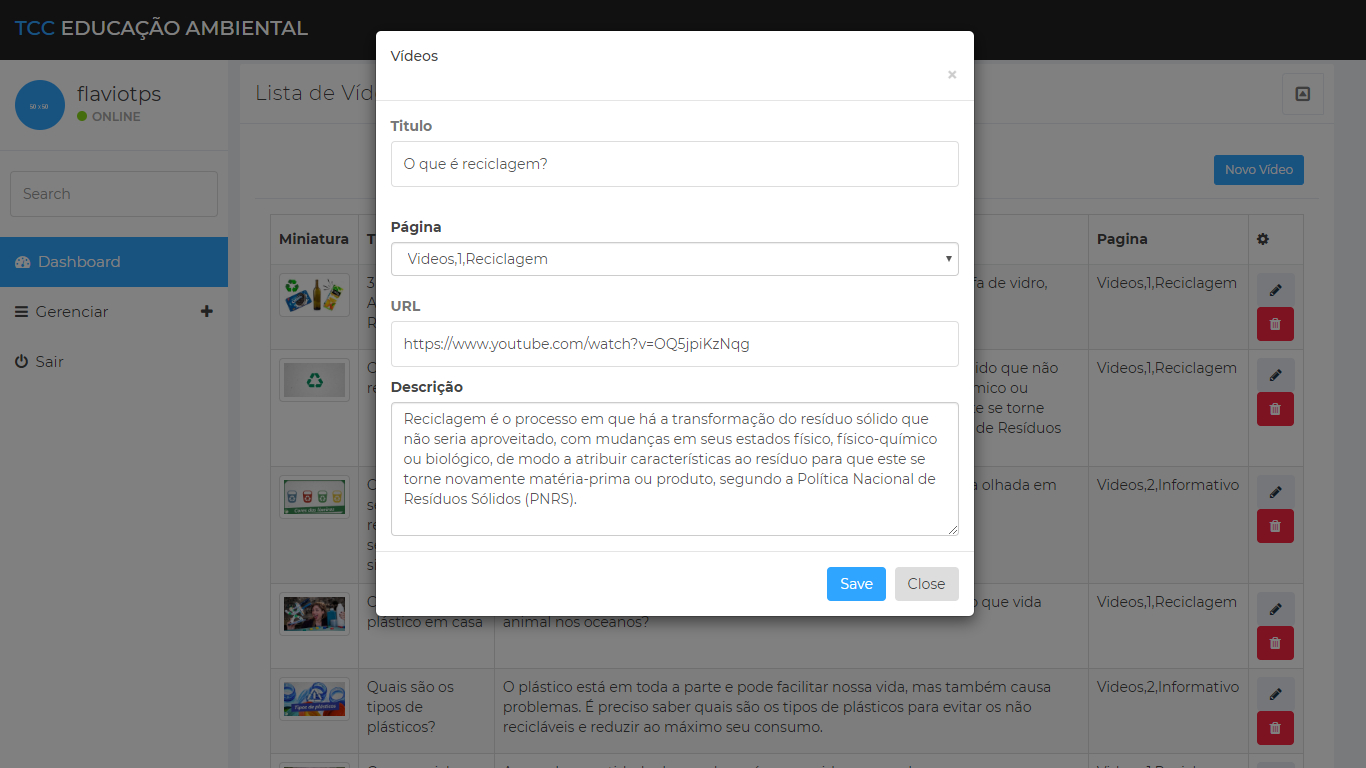 TCC EDUCAÇÃO AMBIENTAL
flaviotps
50 x 50
ONLINE
Search
Dashboard
Gerenciar
Sair
Lista de Víd
Novo Vídeo
Vídeos
×
Titulo
O que é reciclagem?
Página
Videos,1,Reciclagem
URL
https://www.youtube.com/watch?v=OQ5jpiKzNqg
Descrição
Reciclagem é o processo em que há a transformação do resíduo sólido que
não seria aproveitado, com mudanças em seus estados físico, físico-químico
ou biológico, de modo a atribuir características ao resíduo para que este se
torne novamente matéria-prima ou produto, segundo a Política Nacional de
Resíduos Sólidos (PNRS).
Save
Close
Miniatura
Pagina
de vidro,
Videos,1,Reciclagem
que não
ou
se torne
de Resíduos
Videos,1,Reciclagem
olhada em
Videos,2,Informativo
plástico em casa
que vida
animal nos oceanos?
Videos,1,Reciclagem
Tipos de plásticos
Quais são os
tipos de
plásticos?
O plástico está em toda a parte e pode facilitar nossa vida, mas também causa
problemas. É preciso saber quais são os tipos de plásticos para evitar os não
recicláveis e reduzir ao máximo seu consumo.
Videos,2,Informativo